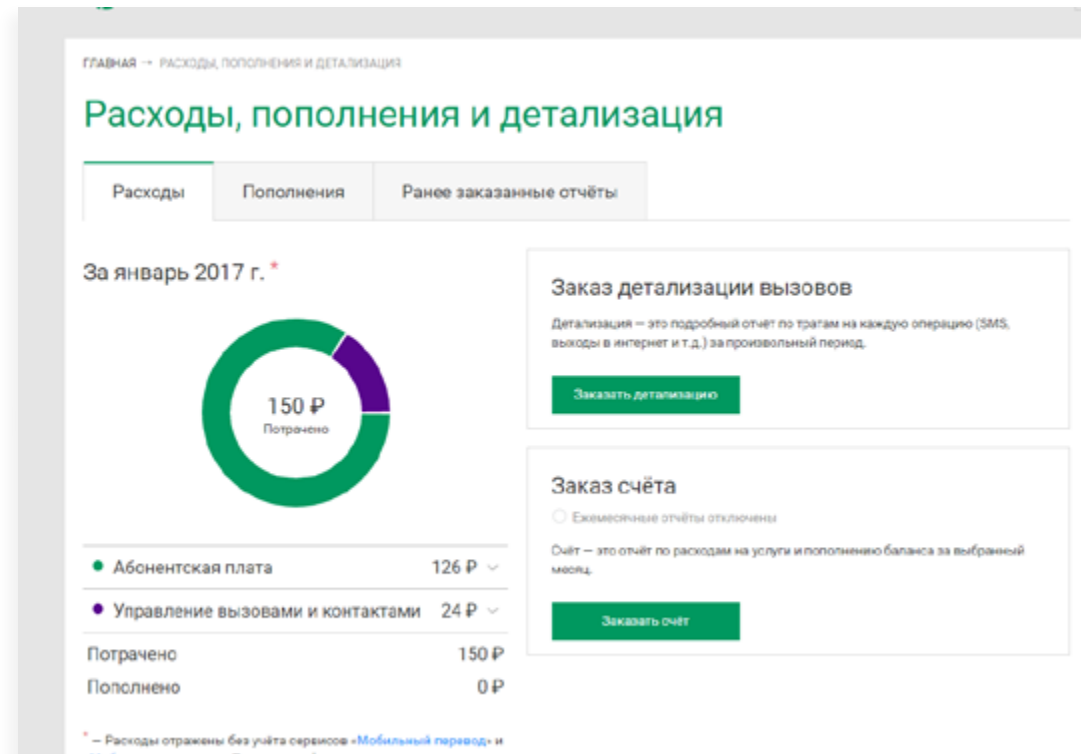 ГЛАВНАЯ → РАСХОДЫ, ПОПОЛНЕНИЯ И ДЕТАЛИЗАЦИЯ
Расходы, пополнения и детализация
Расходы Пополнения Ранее заказанные отчёты
За январь 2017 г. *
150 ₽
Потрачено
Абонентская плата 126 ₽
Управление вызовами и контактами 24 ₽
Потрачено 150 ₽
Пополнено 0 ₽
* — Расходы отражены без учёта сервисов «Мобильный перевод» и
Заказ детализации вызовов
Детализация — это подробный отчёт по тратам на каждую операцию (SMS,
выходы в интернет и т.д.) за произвольный период.
Заказать детализацию
Заказ счёта
Ежемесячные отчёты отключены
Счёт — это отчёт по расходам на услуги и пополнению баланса за выбранный
месяц.
Заказать счёт